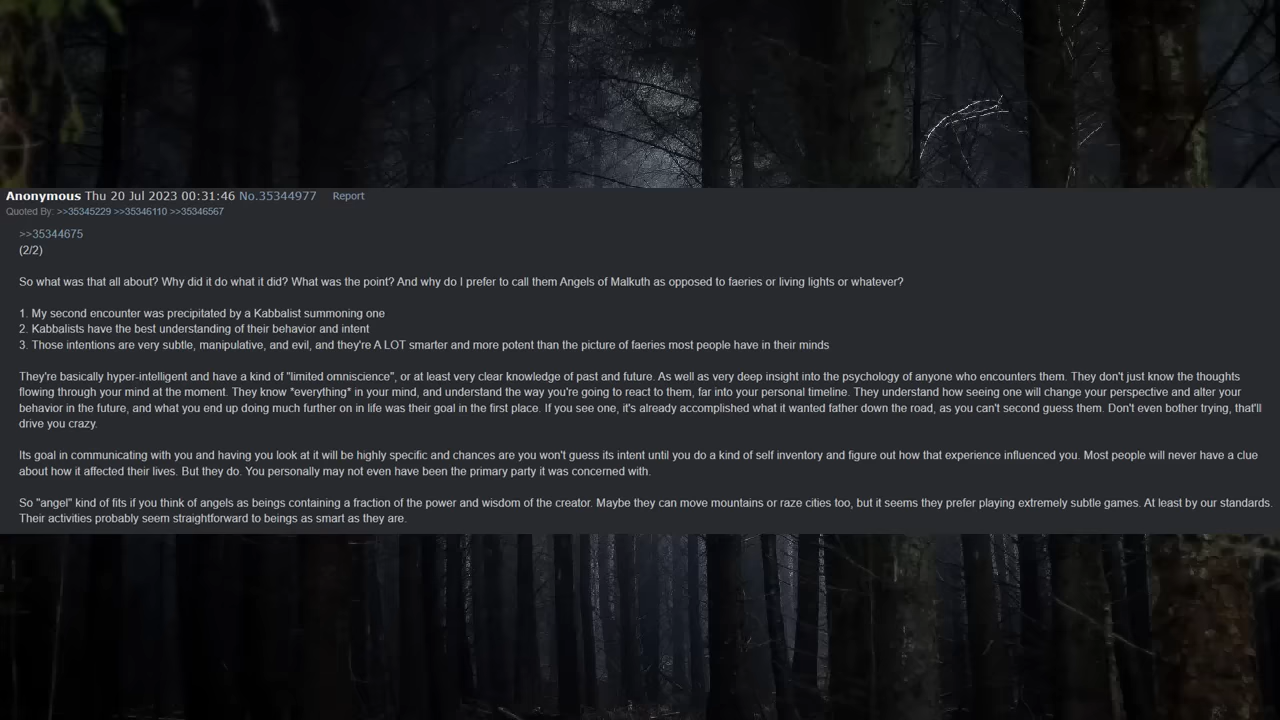 Anonymous Thu 20 Jul 2023 00:31:46 No.35344977 Report
Quoted By: >>35345229 >>35346110 >>35346567
>>35344675
(2/2)
So what was that all about? Why did it do what it did? What was the point? And why do I prefer to call them Angels of Malkuth as opposed to faeries or living lights or whatever?
1. My second encounter was precipitated by a Kabbalist summoning one
2. Kabbalists have the best understanding of their behavior and intent
3. Those intentions are very subtle, manipulative, and evil, and they're A LOT smarter and more potent than the picture of faeries most people have in their minds
They're basically hyper-intelligent and have a kind of "limited omniscience", or at least very clear knowledge of past and future. As well as very deep insight into the psychology of anyone who encounters them. They don't just know the thoughts
flowing through your mind at the moment. They know *everything* in your mind, and understand the way you're going to react to them, far into your personal timeline. They understand how seeing one will change your perspective and alter your
behavior in the future, and what you end up doing much further on in life was their goal in the first place. If you see one, it's already accomplished what it wanted father down the road, as you can't second guess them. Don't even bother trying, that'll
drive you crazy.
Its goal in communicating with you and having you look at it will be highly specific and chances are you won't guess its intent until you do a kind of self inventory and figure out how that experience influenced you. Most people will never have a clue
about how it affected their lives. But they do. You personally may not even have been the primary party it was concerned with.
So "angel" kind of fits if you think of angels as beings containing a fraction of the power and wisdom of the creator. Maybe they can move mountains or raze cities too, but it seems they prefer playing extremely subtle games. At least by our standards.
Their activities probably seem straightforward to beings as smart as they are.